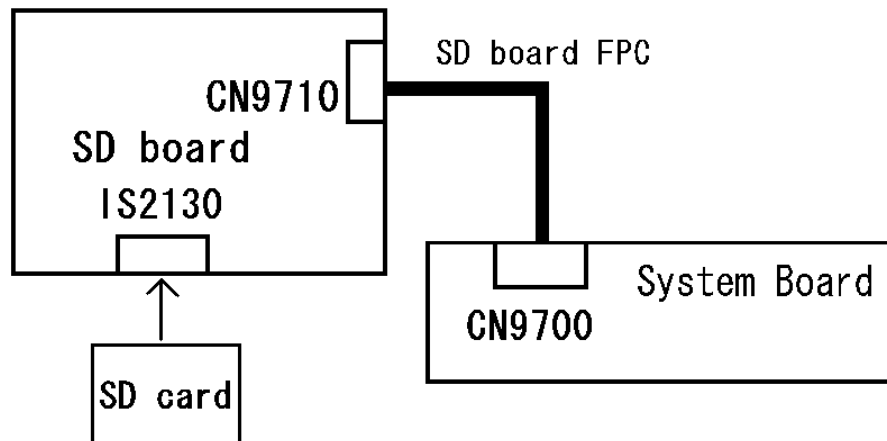 SD board FPC
CN9710
SD board
IS2130
System Board
CN9700
SD card